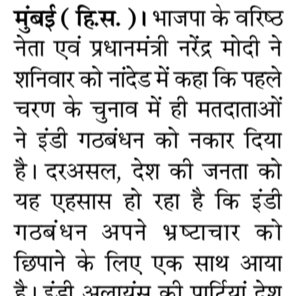 मुंबई ( हि.स. )। भाजपा के वरिष्ठ
नेता एवं प्रधानमंत्री नरेंद्र मोदी ने
शनिवार को नांदेड में कहा कि पहले
चरण के चुनाव में ही मतदाताओं
ने इंडी गठबंधन को नकार दिया
है। दरअसल, देश की जनता को
यह एहसास हो रहा है कि इंडी
गठबंधन अपने भ्रष्टाचार को
छिपाने के लिए एक साथ आया
है। इंडी अलायंस की पार्टियां देश